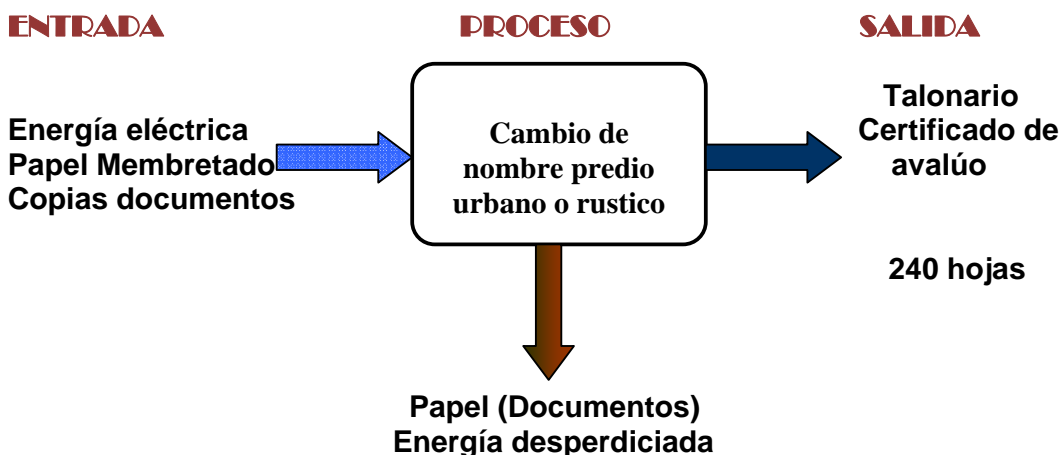 ENTRADA
PROCESO
SALIDA
Energía eléctrica
Papel Membretado
Copias documentos
Cambio de
nombre predio
urbano o rustico
Talonario
Certificado de
avalúo
240 hojas
Papel (Documentos)
Energía desperdiciada